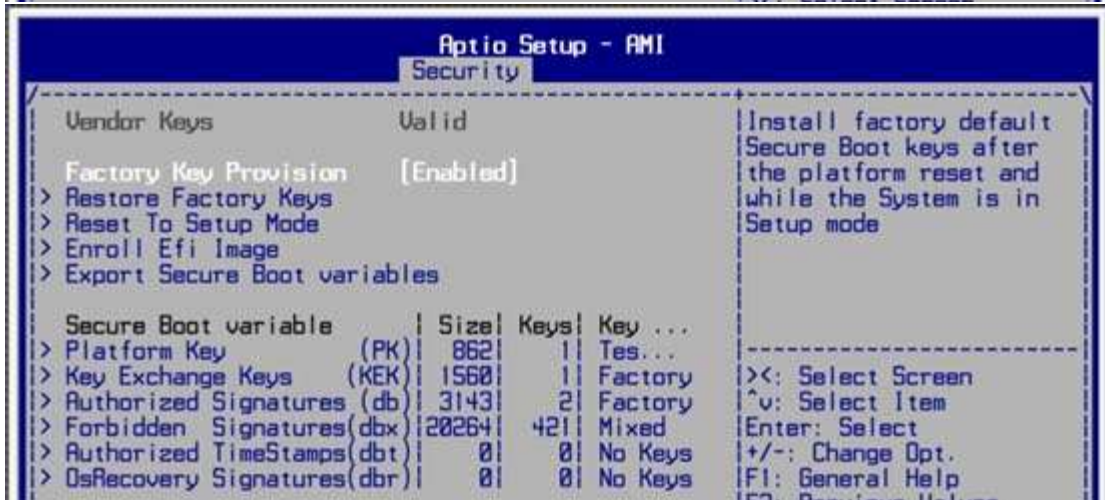 Aptio Setup - AMI
Security
Vendor Keys Valid
Factory Key Provision [Enabled]
> Restore Factory Keys
> Reset To Setup Mode
> Enroll Efi Image
> Export Secure Boot variables
Secure Boot variable | Size| Keys| Key ...
> Platform Key (PK)| 862| 1| Tes...
> Key Exchange Keys (KEK)| 1560| 1| Factory
> Authorized Signatures (db)| 3143| 2| Factory
> Forbidden Signatures(dbx)|20264| 421| Mixed
> Authorized TimeStamps(dbt)| 0| 0| No Keys
> OsRecovery Signatures(dbr)| 0| 0| No Keys
Install factory default
Secure Boot keys after
the platform reset and
while the System is in
Setup mode
><: Select Screen
^v: Select Item
Enter: Select
+/-: Change Opt.
F1: General Help